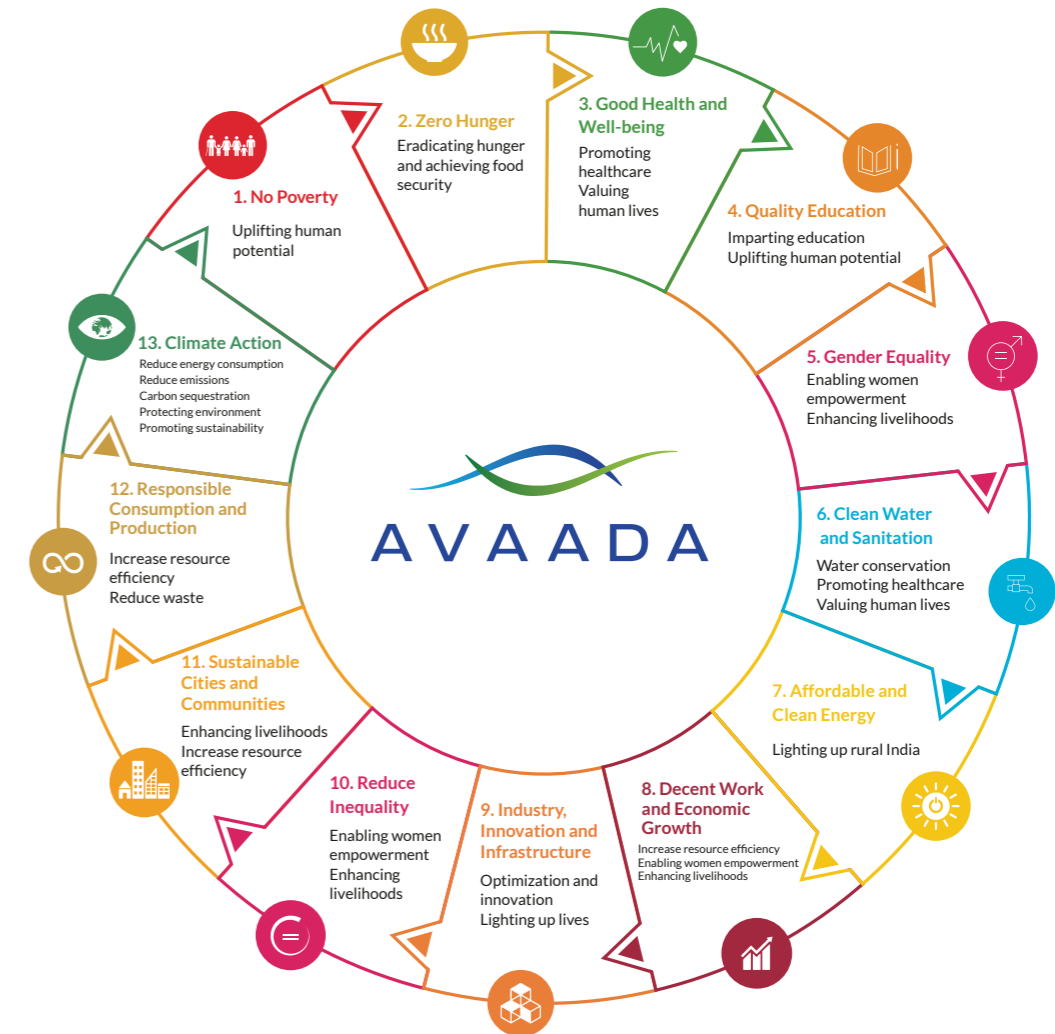 1. No Poverty
Uplifting human
potential
2. Zero Hunger
Eradicating hunger
and achieving food
security
3. Good Health and
Well-being
Promoting
healthcare
Valuing
human lives
4. Quality Education
Imparting education
Uplifting human potential
5. Gender Equality
Enabling women
empowerment
Enhancing livelihoods
6. Clean Water
and Sanitation
Water conservation
Promoting healthcare
Valuing human lives
7. Affordable and
Clean Energy
Lighting up rural India
8. Decent Work
and Economic
Growth
Increase resource efficiency
Enabling women empowerment
Enhancing livelihoods
9. Industry,
Innovation and
Infrastructure
Optimization and
innovation
Lighting up lives
10. Reduce
Inequality
Enabling women
empowerment
Enhancing
livelihoods
11. Sustainable
Cities and
Communities
Enhancing livelihoods
Increase resource
efficiency
12. Responsible
Consumption and
Production
Increase resource
efficiency
Reduce waste
13. Climate Action
Reduce energy consumption
Reduce emissions
Carbon sequestration
Protecting environment
Promoting sustainability
AVAADA